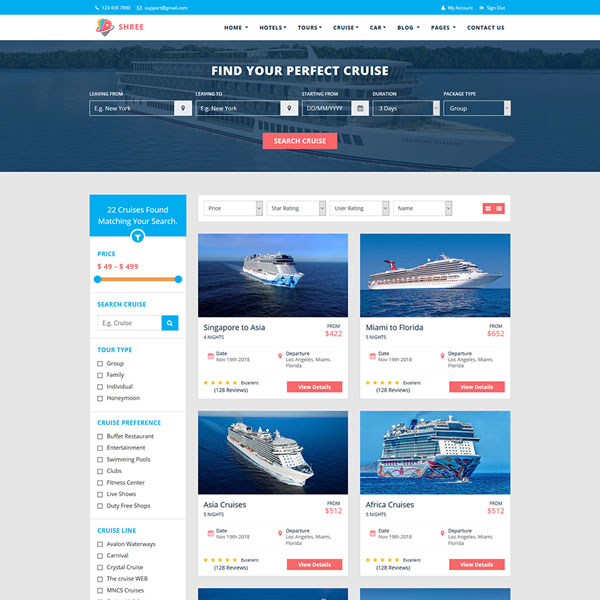 123 456 7890 support@gmail.com My Account Sign Out
SHREE HOME HOTELS TOURS CRUISE CAR BLOG PAGES CONTACT US
FIND YOUR PERFECT CRUISE
LEAVING FROM LEAVING TO STARTING FROM DURATION PACKAGE TYPE
E.g. New York E.g. New York DD/MM/YYYY 3 Days Group
SEARCH CRUISE
22 Cruises Found
Matching Your Search.
PRICE
$ 49 - $ 499
SEARCH CRUISE
E.g. Cruise
TOUR TYPE
Group
Family
Individual
Honeymoon
CRUISE PREFERENCE
Buffet Restaurant
Entertainment
Swimming Pools
Clubs
Fitness Center
Live Shows
Duty Free Shops
CRUISE LINE
Avalon Waterways
Carnival
Crystal Cruise
The cruise WEB
MNCS Cruises
Price Star Rating User Rating Name
Singapore to Asia FROM
4 NIGHTS $422
Date Departure
Nov 19th 2018 Los Angeles, Miami,
Florida
Excellent
(128 Reviews) View Details
Miami to Florida FROM
5 NIGHTS $652
Date Departure
Nov 19th 2018 Los Angeles, Miami,
Florida
Excellent
(128 Reviews) View Details
Asia Cruises FROM
5 NIGHTS $512
Date Departure
Nov 19th 2018 Los Angeles, Miami,
Florida
Excellent
(128 Reviews) View Details
Africa Cruises FROM
5 NIGHTS $512
Date Departure
Nov 19th 2018 Los Angeles, Miami,
Florida
Excellent
(128 Reviews) View Details